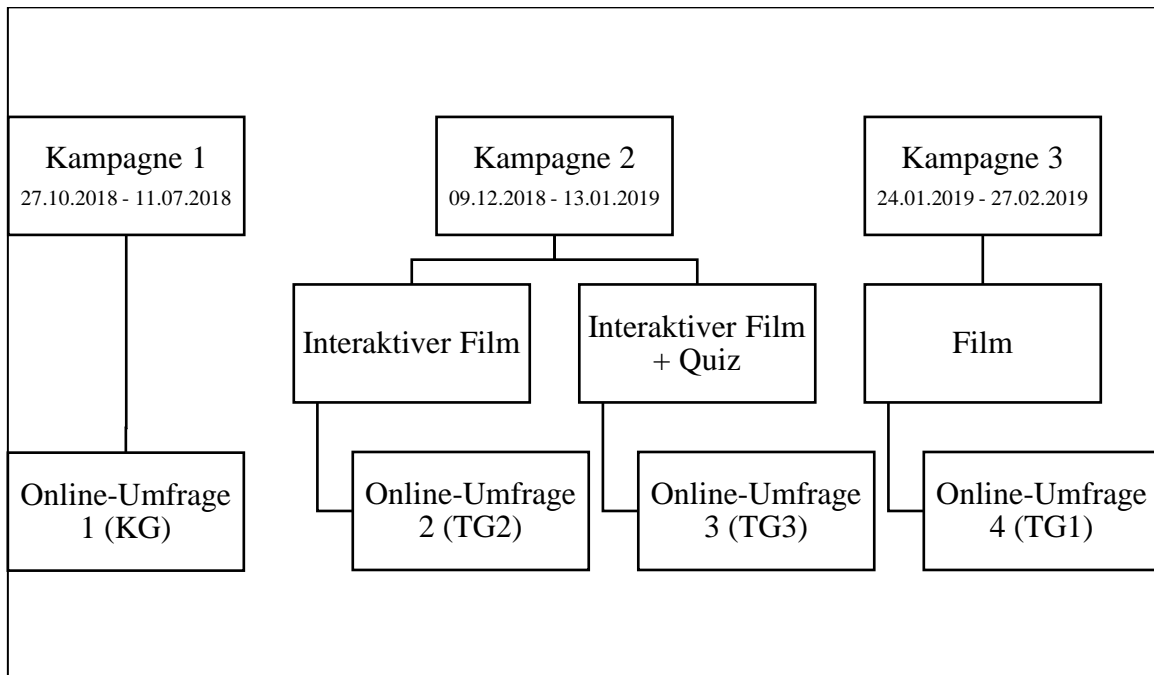 Kampagne 1
27.10.2018 - 11.07.2018
Kampagne 2
09.12.2018 - 13.01.2019
Kampagne 3
24.01.2019 - 27.02.2019
Interaktiver Film
Interaktiver Film
+ Quiz
Film
Online-Umfrage
1 (KG)
Online-Umfrage
2 (TG2)
Online-Umfrage
3 (TG3)
Online-Umfrage
4 (TG1)